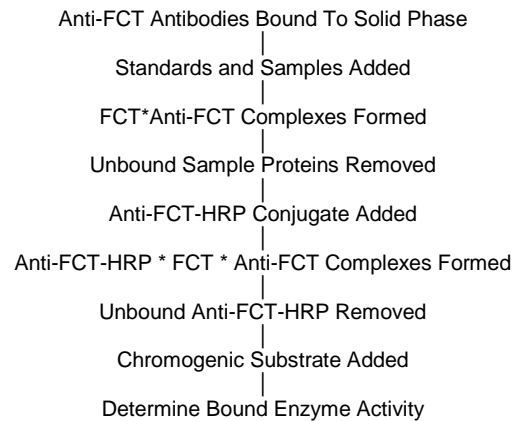 Anti-FCT Antibodies Bound To Solid Phase
Standards and Samples Added
FCT*Anti-FCT Complexes Formed
Unbound Sample Proteins Removed
Anti-FCT-HRP Conjugate Added
Anti-FCT-HRP * FCT * Anti-FCT Complexes Formed
Unbound Anti-FCT-HRP Removed
Chromogenic Substrate Added
Determine Bound Enzyme Activity